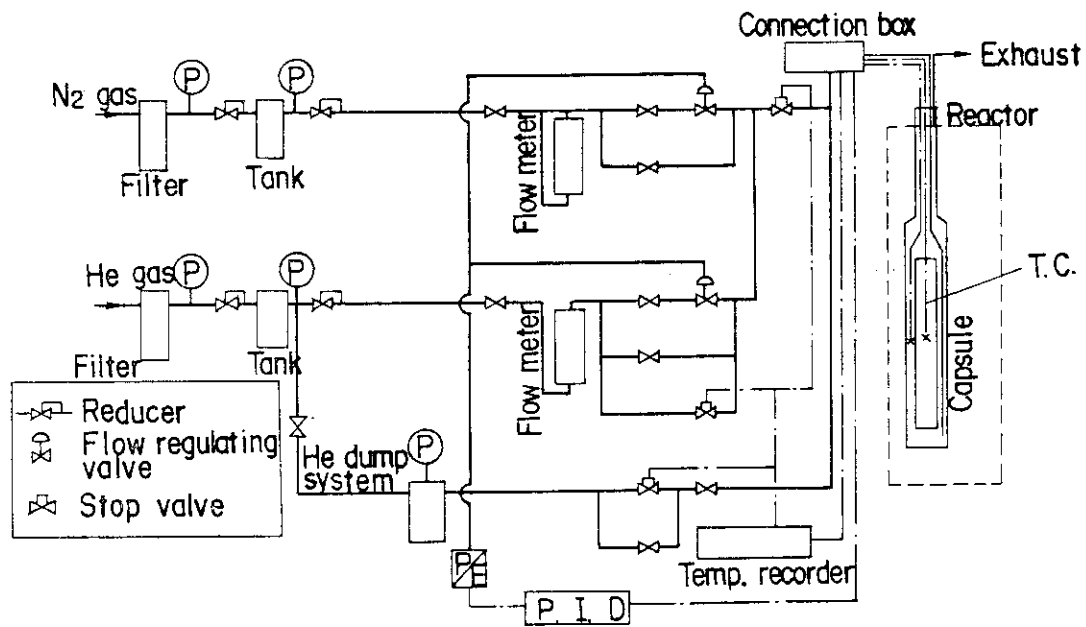 Connection box
Exhaust
P
P
N2 gas
Reactor
Filter
Tank
Flow meter
P
P
He gas
T.C.
Filter
Tank
Flow meter
Capsule
Reducer
Flow regulating
valve
Stop valve
P
He dump
system
P/E
Temp. recorder
P. I. D